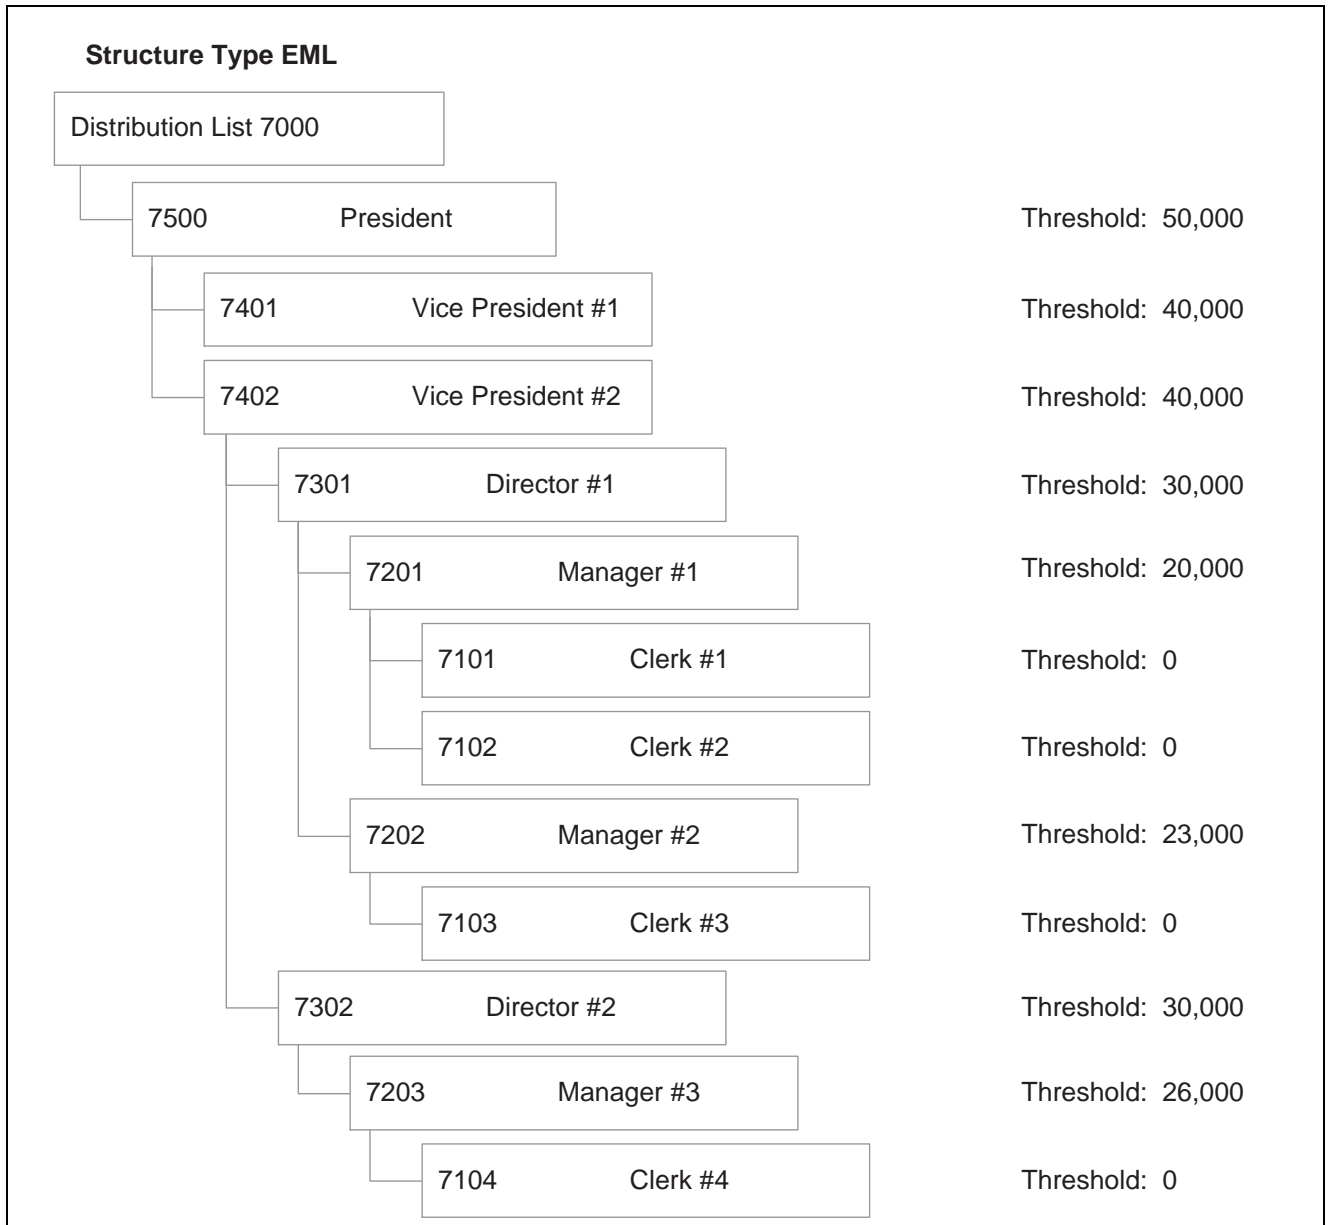 Structure Type EML
Distribution List 7000
7500 President Threshold: 50,000
7401 Vice President #1 Threshold: 40,000
7402 Vice President #2 Threshold: 40,000
7301 Director #1 Threshold: 30,000
7201 Manager #1 Threshold: 20,000
7101 Clerk #1 Threshold: 0
7102 Clerk #2 Threshold: 0
7202 Manager #2 Threshold: 23,000
7103 Clerk #3 Threshold: 0
7302 Director #2 Threshold: 30,000
7203 Manager #3 Threshold: 26,000
7104 Clerk #4 Threshold: 0